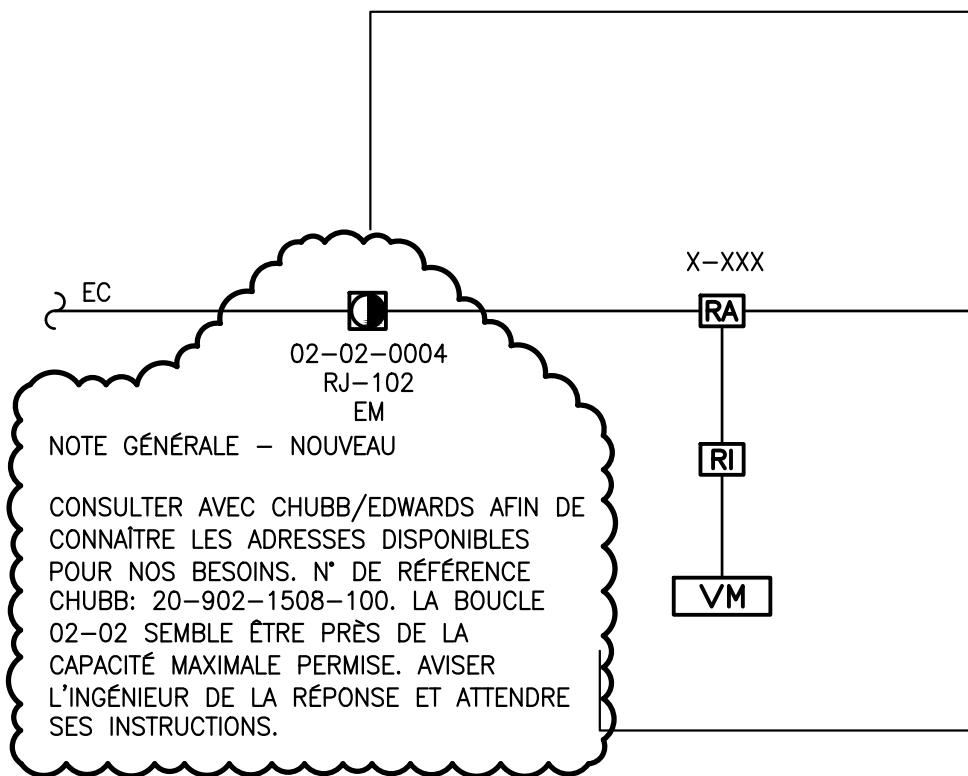 X-XXX
EC
RA
02-02-0004
RJ-102
EM
NOTE GÉNÉRALE - NOUVEAU
RI
CONSULTER AVEC CHUBB/EDWARDS AFIN DE
CONNAÎTRE LES ADRESSES DISPONIBLES
POUR NOS BESOINS. N° DE RÉFÉRENCE
CHUBB: 20-902-1508-100. LA BOUCLE
02-02 SEMBLE ÊTRE PRÈS DE LA
CAPACITÉ MAXIMALE PERMISE. AVISER
L'INGÉNIEUR DE LA RÉPONSE ET ATTENDRE
SES INSTRUCTIONS.
VM